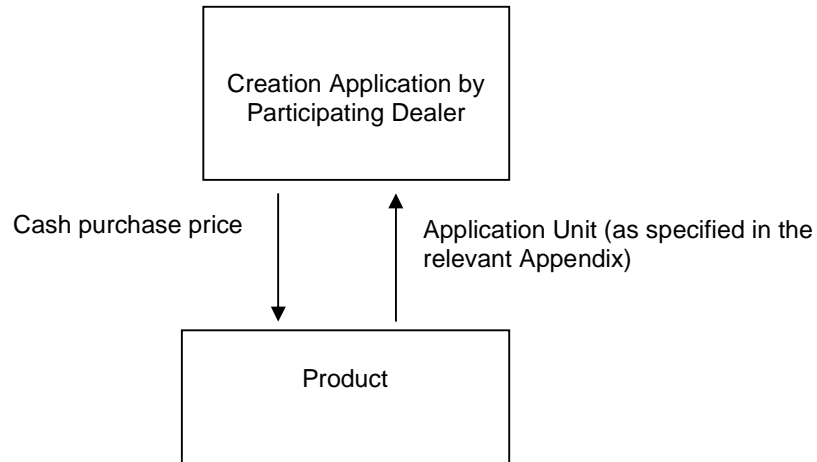 Creation Application by
Participating Dealer
Cash purchase price
Application Unit (as specified in the
relevant Appendix)
Product